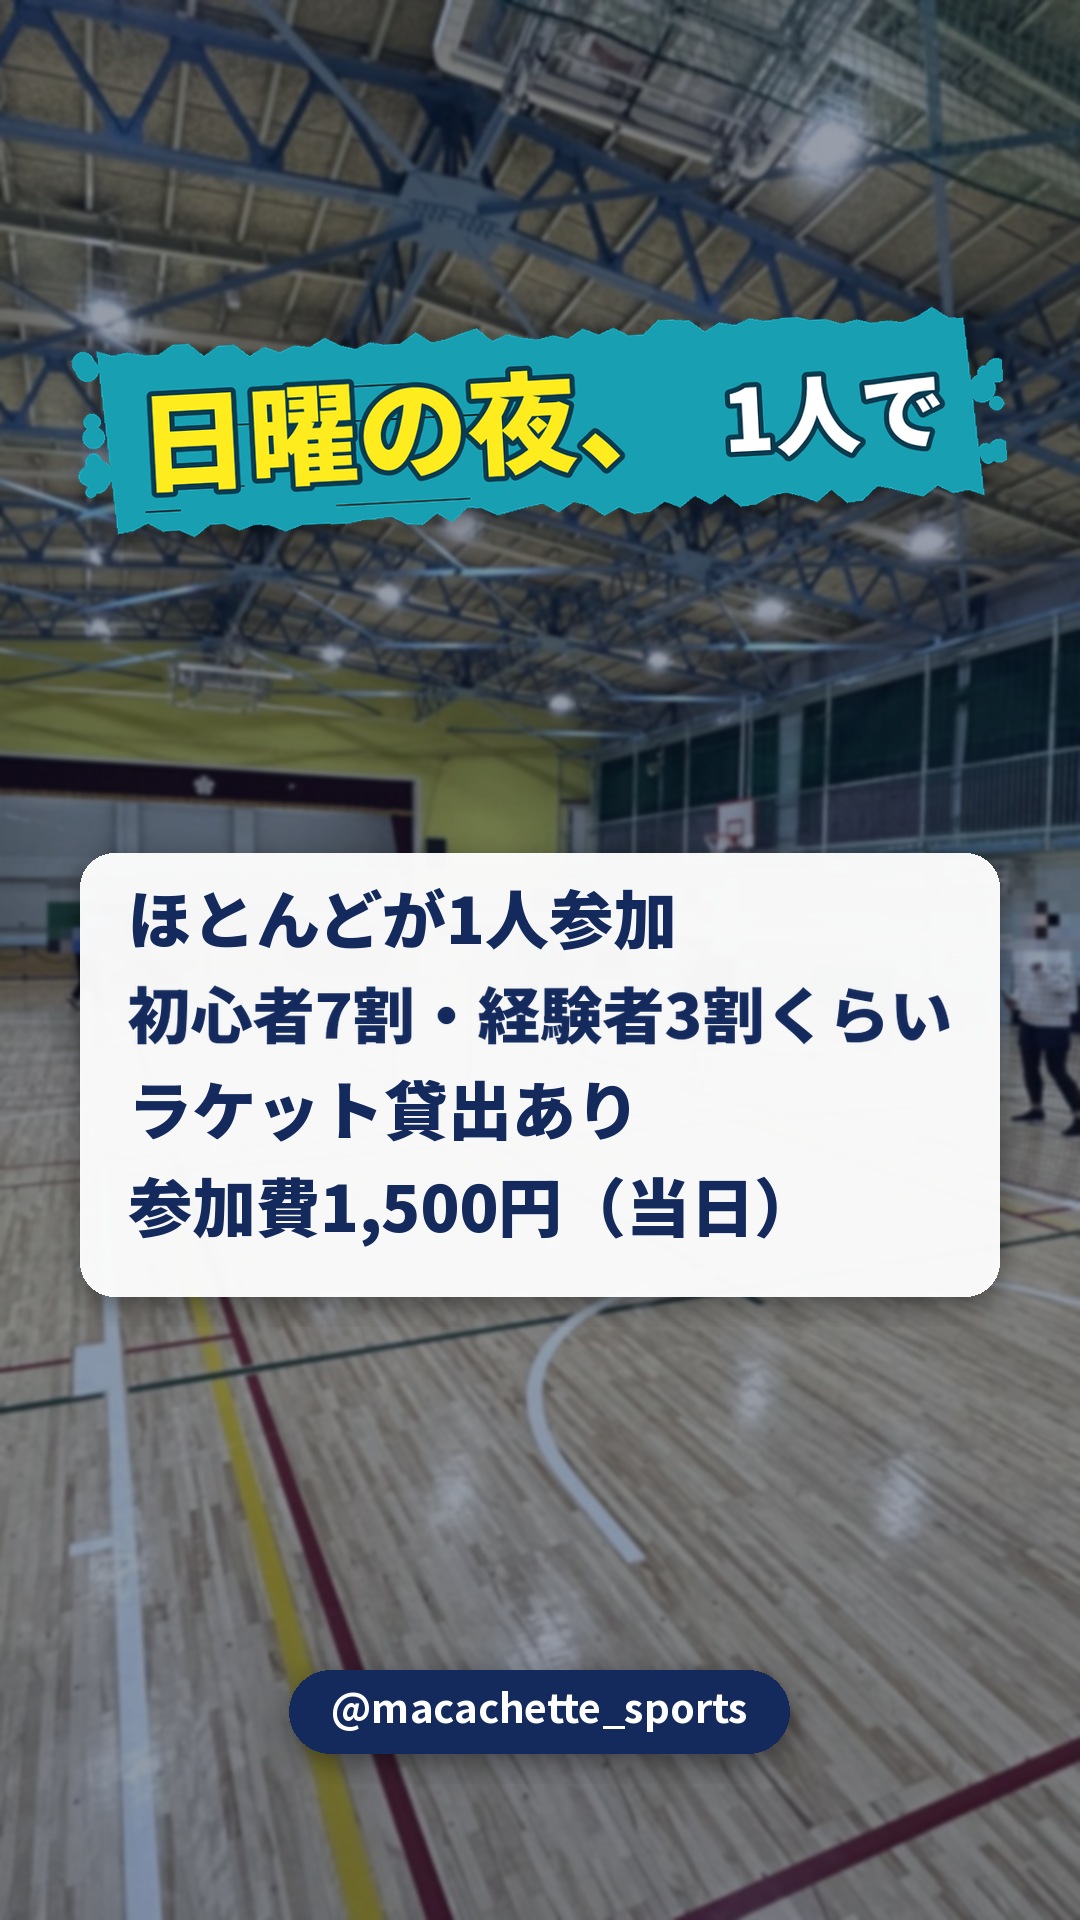 日曜の夜、 1人で
ほとんどが1人参加
初心者7割・経験者3割くらい
ラケット貸出あり
参加費1,500円（当日）
@macachette_sports